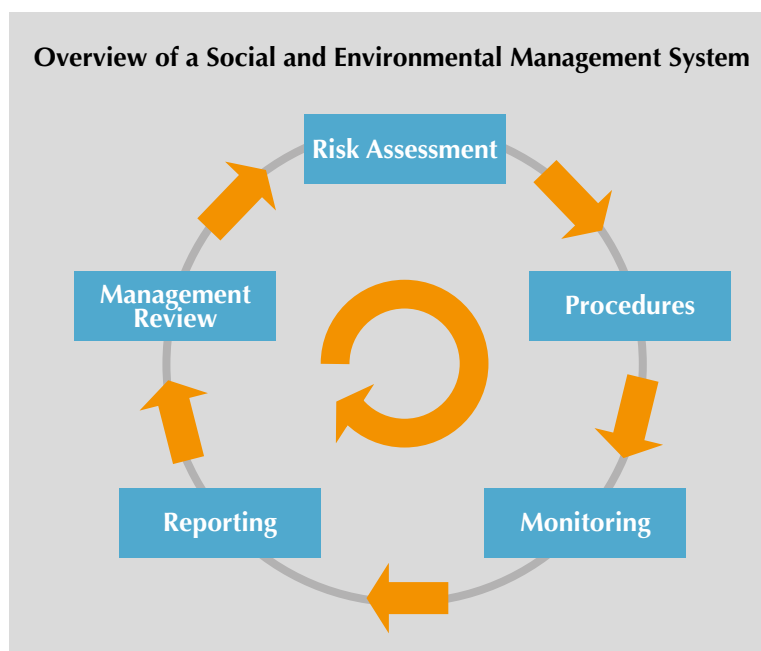 Overview of a Social and Environmental Management System
Risk Assessment
Procedures
Monitoring
Reporting
Management
Review